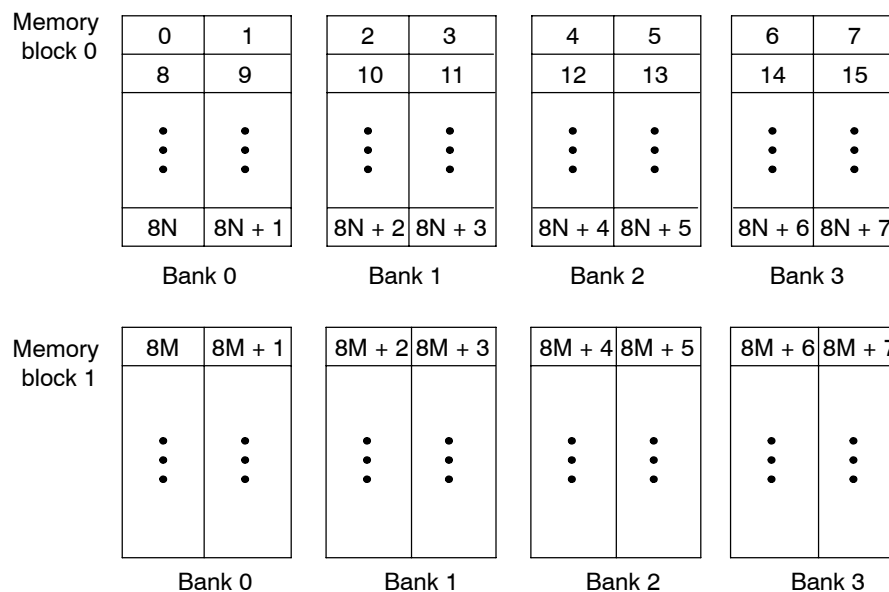 Memory
block 0
0 1 2 3 4 5 6 7
8 9 10 11 12 13 14 15
8N 8N + 1 8N + 2 8N + 3 8N + 4 8N + 5 8N + 6 8N + 7
Bank 0 Bank 1 Bank 2 Bank 3
Memory
block 1
8M 8M + 1 8M + 2 8M + 3 8M + 4 8M + 5 8M + 6 8M + 7
Bank 0 Bank 1 Bank 2 Bank 3